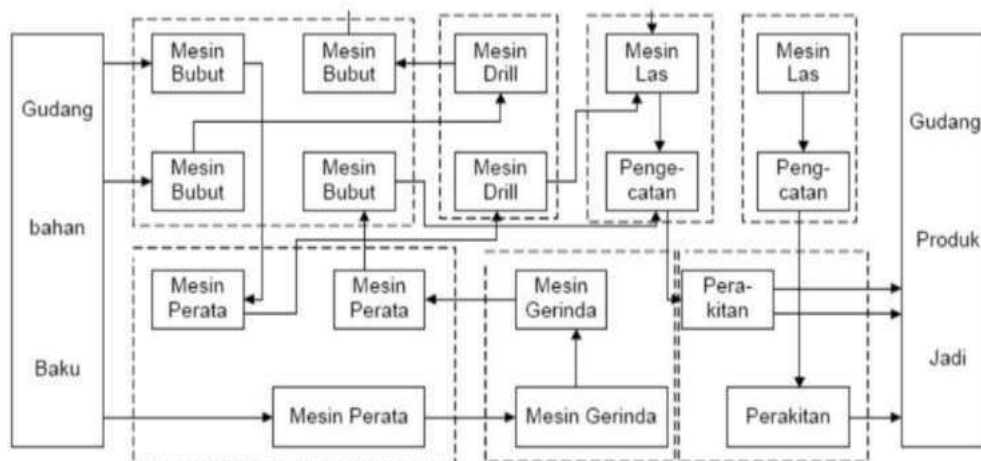 Gudang
bahan
Baku
Mesin
Bubut
Mesin
Bubut
Mesin
Drill
Mesin
Las
Mesin
Las
Mesin
Bubut
Mesin
Bubut
Mesin
Drill
Penge-
catan
Peng-
catan
Mesin
Perata
Mesin
Perata
Mesin
Gerinda
Pera-
kitan
Mesin Perata
Mesin Gerinda
Perakitan
Gudang
Produk
Jadi